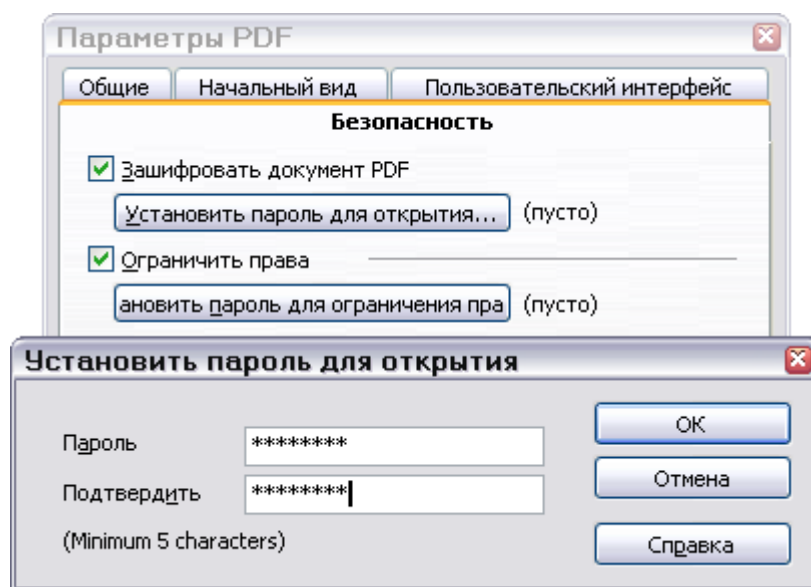 Параметры PDF
Общие Начальный вид Пользовательский интерфейс
Безопасность
Зашифровать документ PDF
Установить пароль для открытия... (пусто)
Ограничить права
ановить пароль для ограничения пра (пусто)
Установить пароль для открытия
Пароль ******** ОК
Подтвердить ******** Отмена
(Minimum 5 characters) Справка